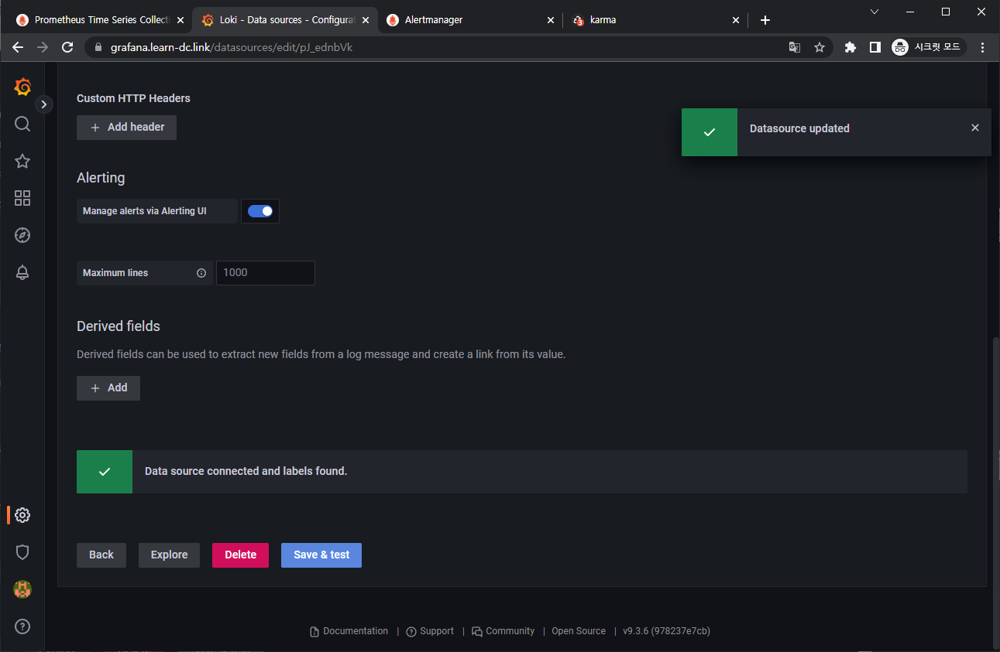 Prometheus Time Series Collecti
Loki - Data sources - Configurat
Alertmanager
3
karma
grafana.learn-dc.link/datasources/edit/pJ_ednbVk
시크릿 모드
Custom HTTP Headers
Add header
Datasource updated
Alerting
Manage alerts via Alerting UI
Maximum lines
1000
Derived fields
Derived fields can be used to extract new fields from a log message and create a link from its value.
Add
Data source connected and labels found.
Back
Explore
Delete
Save & test
Documentation | Support | Community | Open Source | v9.3.6 (978237e7cb)